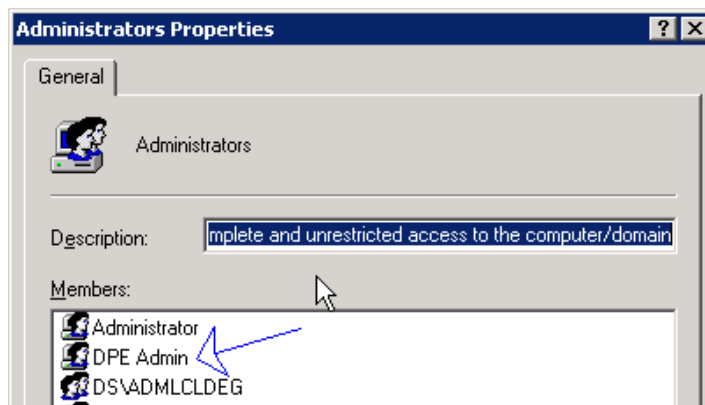 Administrators Properties
General
Administrators
Description: mplete and unrestricted access to the computer/domain
Members:
Administrator
DPE Admin
DS\ADMLCLDEG